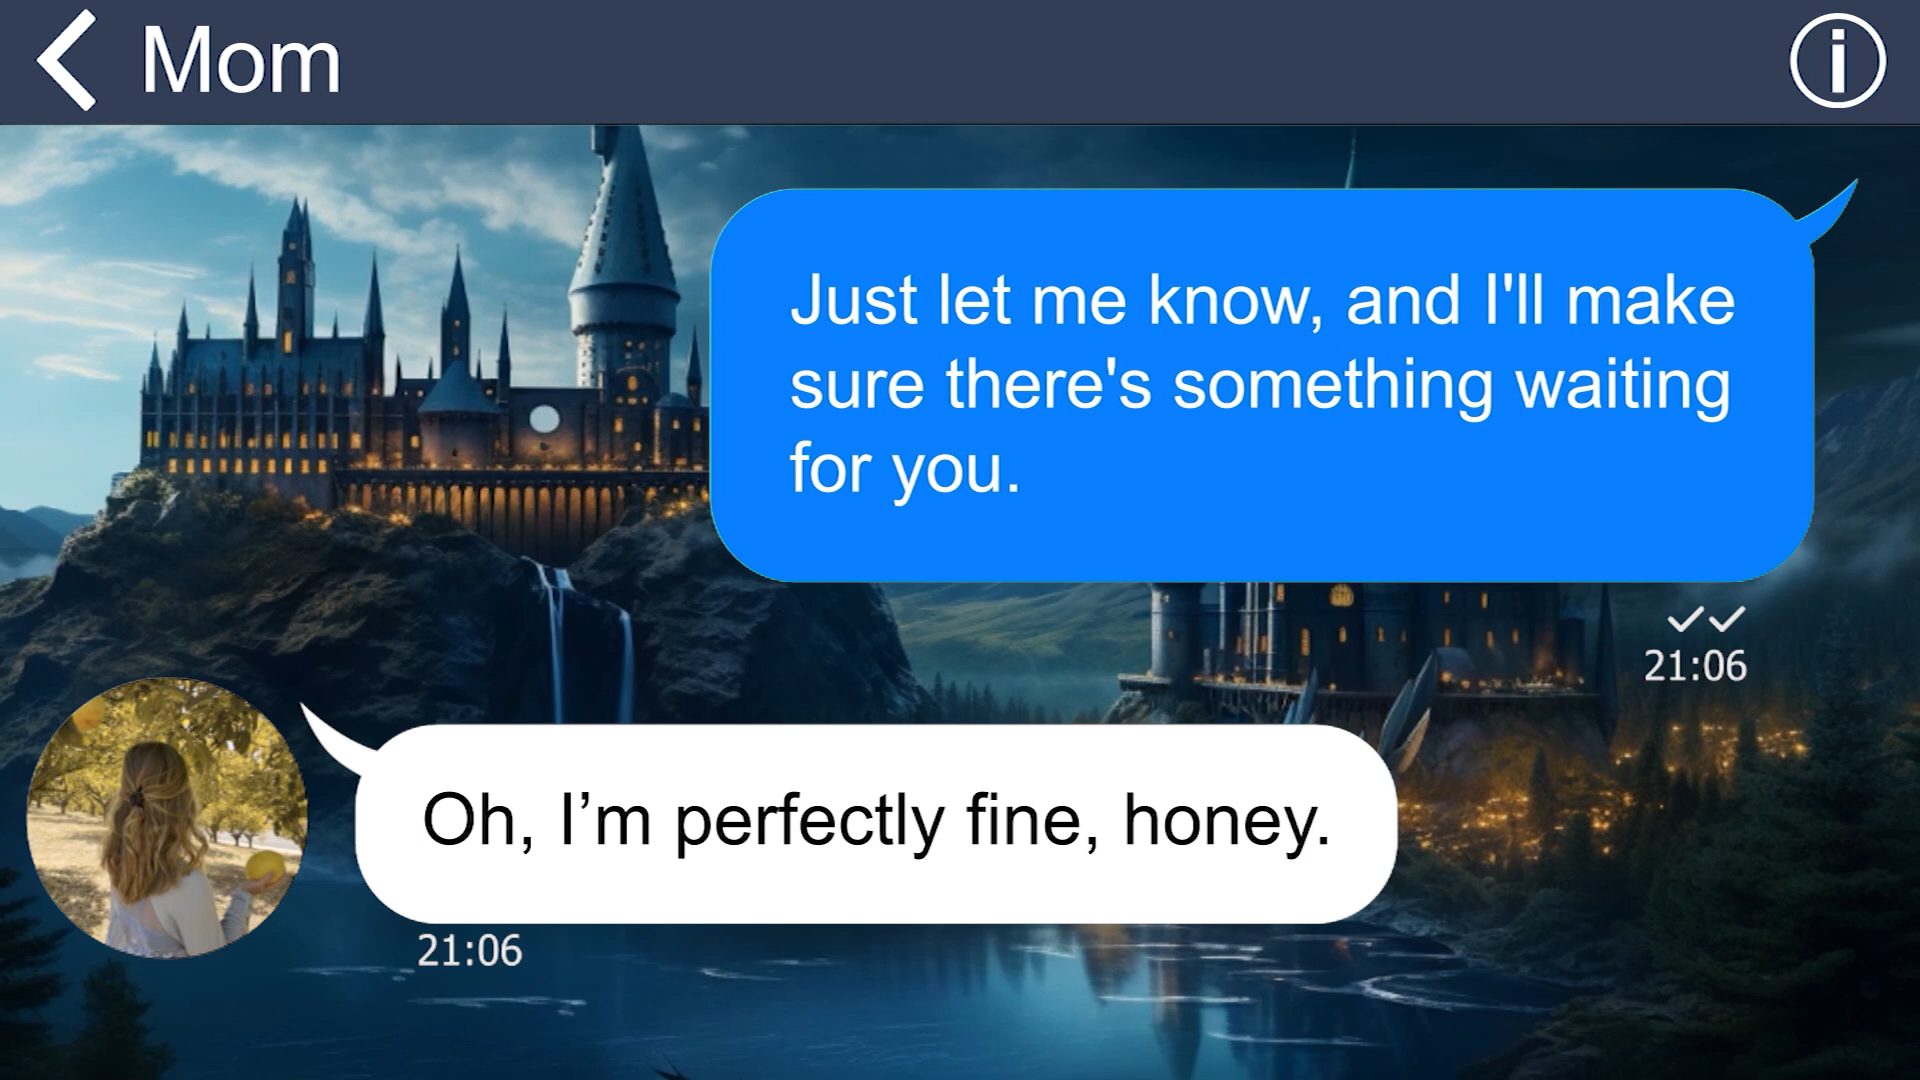 Mom
Just let me know, and I'll make
sure there's something waiting
for you.
21:06
Oh, I’m perfectly fine, honey.
21:06